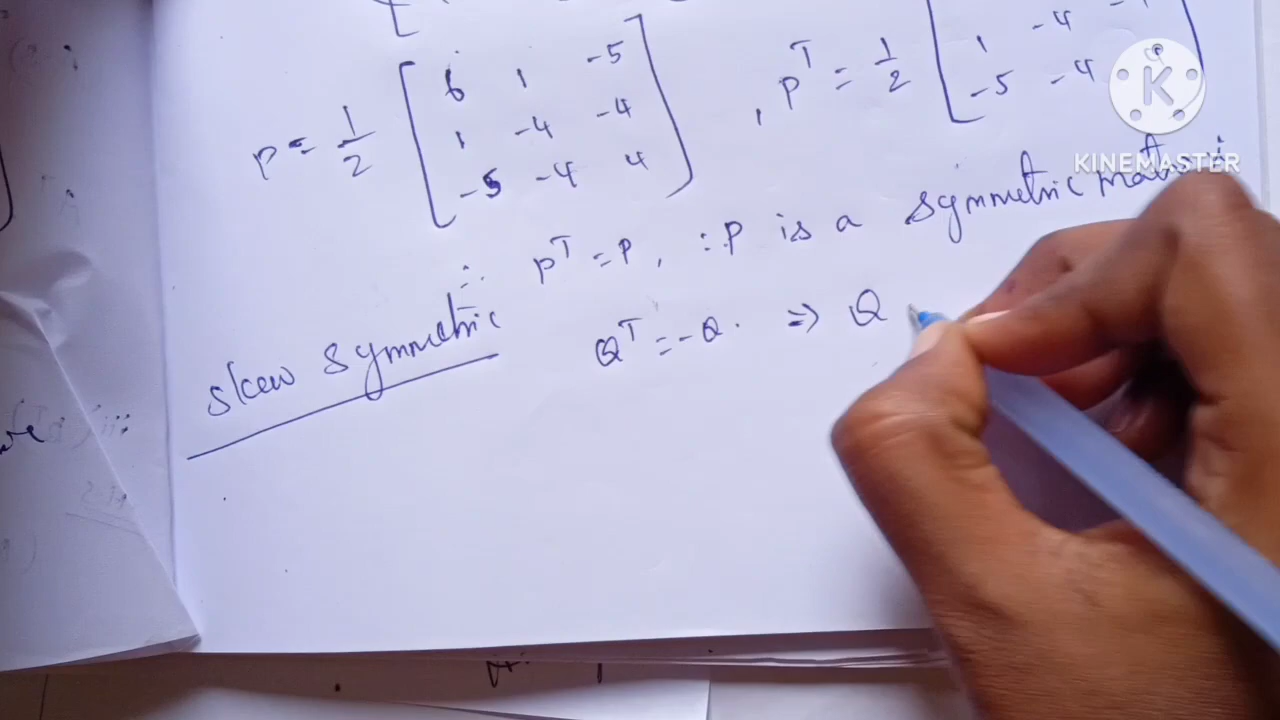 P = 1/2 [ 6 1 -5
1 -4 -4
-5 -4 4 ] , P^T = 1/2 [
1 -4
-5 -4
KINEMASTER
∴ P^T = P, ∴ P is a symmetric matrix
skew symmetric Q^T = -Q. ⇒ Q